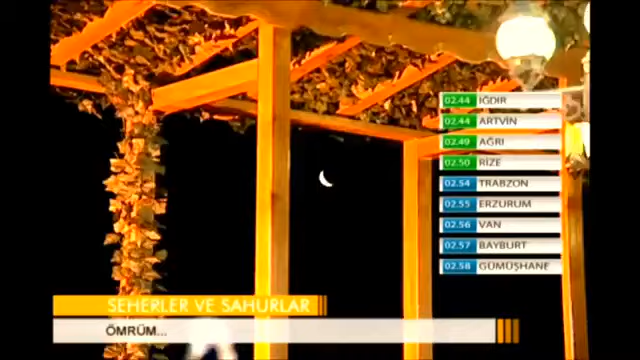 02.44 IĞDIR
02.44 ARTVİN
02.49 AĞRI
02.50 RİZE
02.54 TRABZON
02.55 ERZURUM
02.56 VAN
02.57 BAYBURT
02.58 GÜMÜŞHANE
SEHERLER VE SAHURLAR
ÖMRÜM...